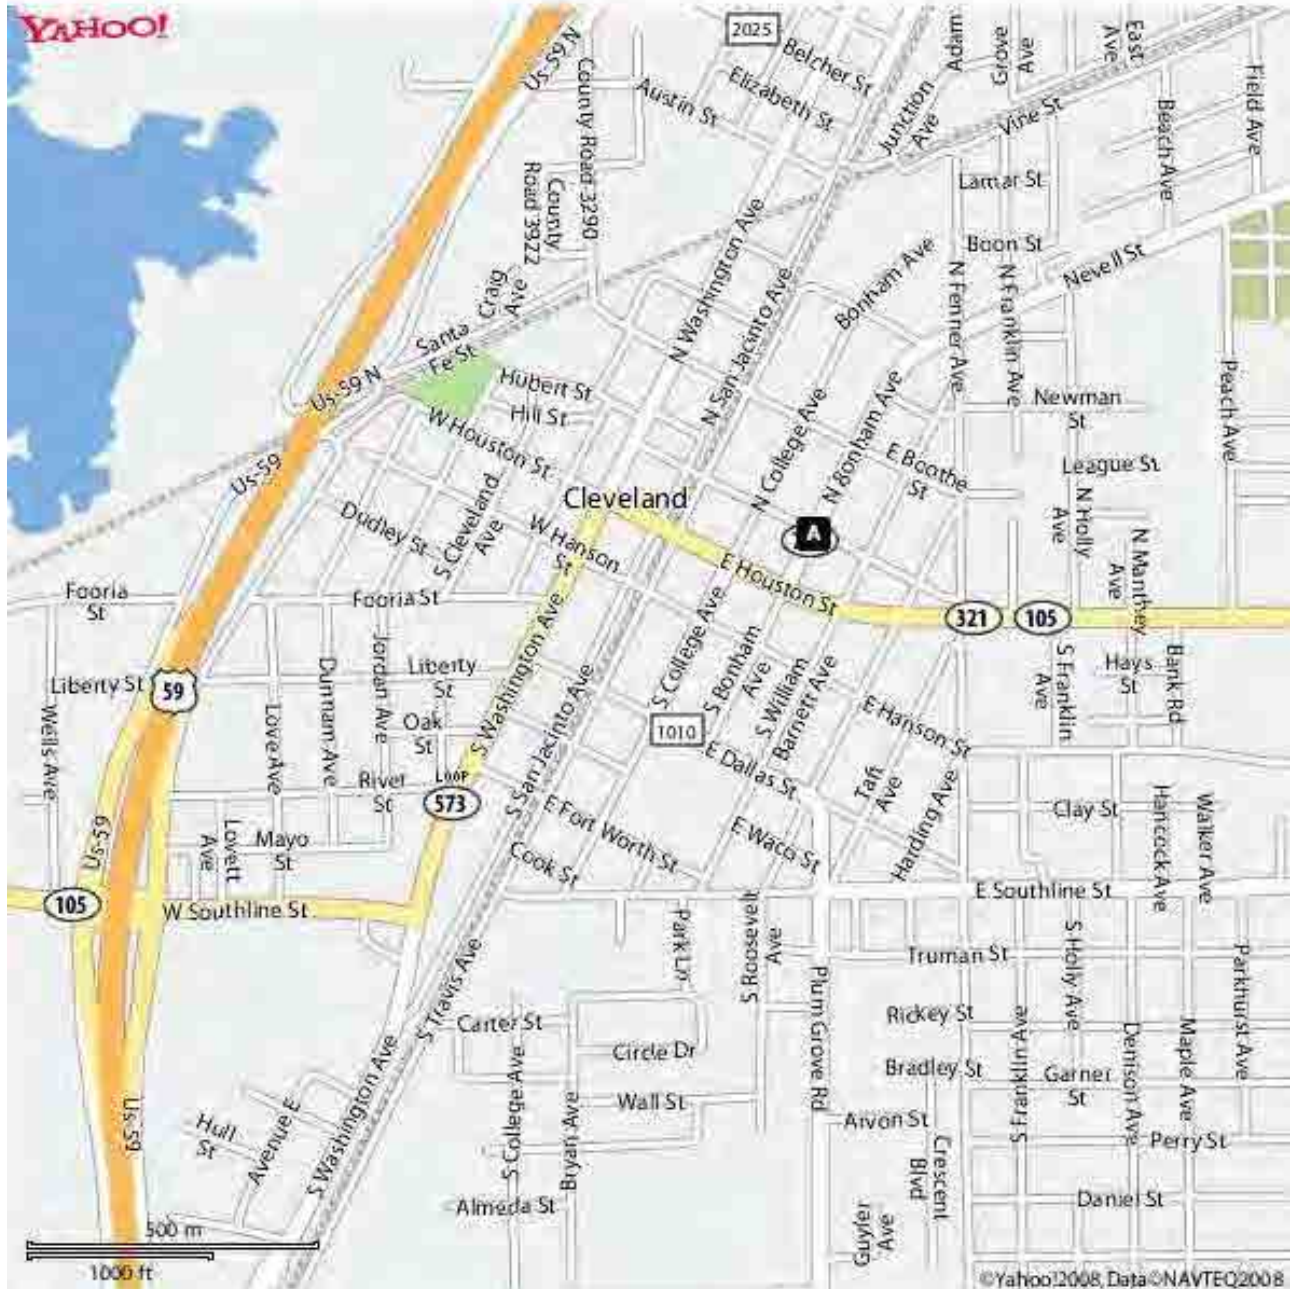 YAHOO!
2025
Belcher St
Elizabeth St
Austin St
Us-59 N
County Road 3290
County
Road 3922
Junction
Ave
Adam
Grove
Ave
East
Ave
Vine St
Beach Ave
Field Ave
Lamar St
Boon St
Nevell St
Craig
Ave
Santa
Fe St
N Washington Ave
N San Jacinto Ave
Bonham Ave
N Fenner Ave
N Franklin Ave
Peach Ave
Us-59 N
Hubert St
Hill St
W Houston St
Newman
St
League St
N College Ave
N Bonham Ave
E Boothe
St
Us-59
Dudley St
S Cleveland
Ave
Cleveland
W Hanson
St
A
E Houston St
N Holly
Ave
N Manthey
Ave
Fooria
St
Fooria St
321
105
Liberty St
59
Liberty
St
Jordan Ave
Durmam Ave
Love Ave
Wells Ave
Oak
St
River
St
LOOP
573
S Washington Ave
S San Jacinto Ave
S College Ave
S Bonham
Ave
S William
Barnett Ave
1010
E Hanson St
E Dallas St
Taft
Ave
Harding Ave
S Franklin
Ave
Hays
St
Bank Rd
Clay St
Hancock Ave
Walker Ave
Us-59
Lovett
Ave
Mayo
St
E Fort Worth St
Cook St
E Waco St
105
W Southline St
E Southline St
S Travis Ave
Park Ln
S Roosevelt
Ave
Plum Grove Rd
Truman St
S Holly Ave
Parkhurst Ave
Carter St
Circle Dr
Wall St
Rickey St
Bradley St
Garner
St
S Franklin Ave
Denison Ave
Maple Ave
Us-59
Hull
St
Avenue E
S Washington Ave
S College Ave
Bryan Ave
Almeda St
Arvon St
Crescent
Blvd
Perry St
Daniel St
Guyler
Ave
500 m
1000 ft
©Yahoo!2008, Data©NAVTEQ2008